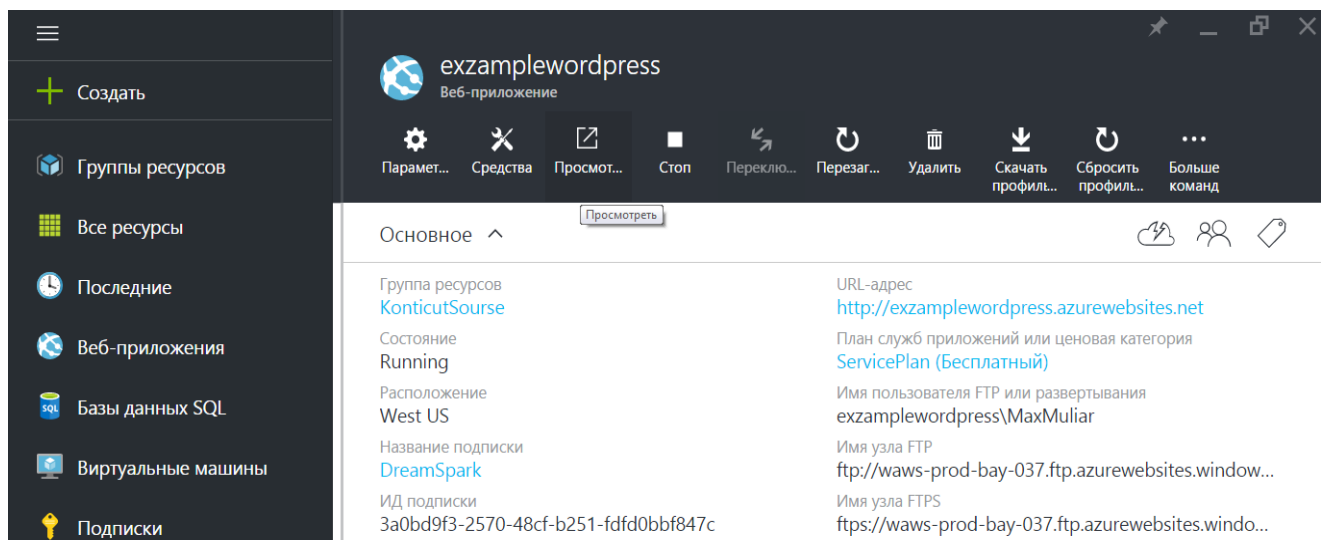 exzamplewordpress
Веб-приложение
Создать
Парамет...
Средства
Просмот...
Стоп
Переклю...
Перезаг...
Удалить
Скачать
профиль...
Сбросить
профиль...
Больше
команд
Просмотреть
Группы ресурсов
Все ресурсы
Последние
Веб-приложения
SQL
Базы данных SQL
Виртуальные машины
Подписки
Основное
Группа ресурсов
KonticutSourse
Состояние
Running
Расположение
West US
Название подписки
DreamSpark
ИД подписки
3a0bd9f3-2570-48cf-b251-fdfd0bbf847c
URL-адрес
http://exzamplewordpress.azurewebsites.net
План служб приложений или ценовая категория
ServicePlan (Бесплатный)
Имя пользователя FTP или развертывания
exzamplewordpress\MaxMuliar
Имя узла FTP
ftp://waws-prod-bay-037.ftp.azurewebsites.window...
Имя узла FTPS
ftps://waws-prod-bay-037.ftp.azurewebsites.windo...